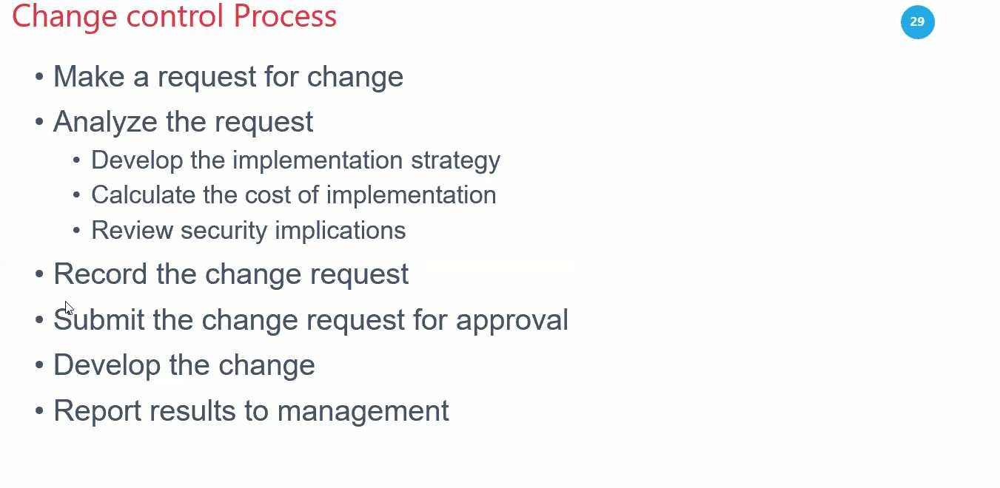 Change control Process
29
• Make a request for change
• Analyze the request
• Develop the implementation strategy
• Calculate the cost of implementation
• Review security implications
• Record the change request
• Submit the change request for approval
• Develop the change
• Report results to management